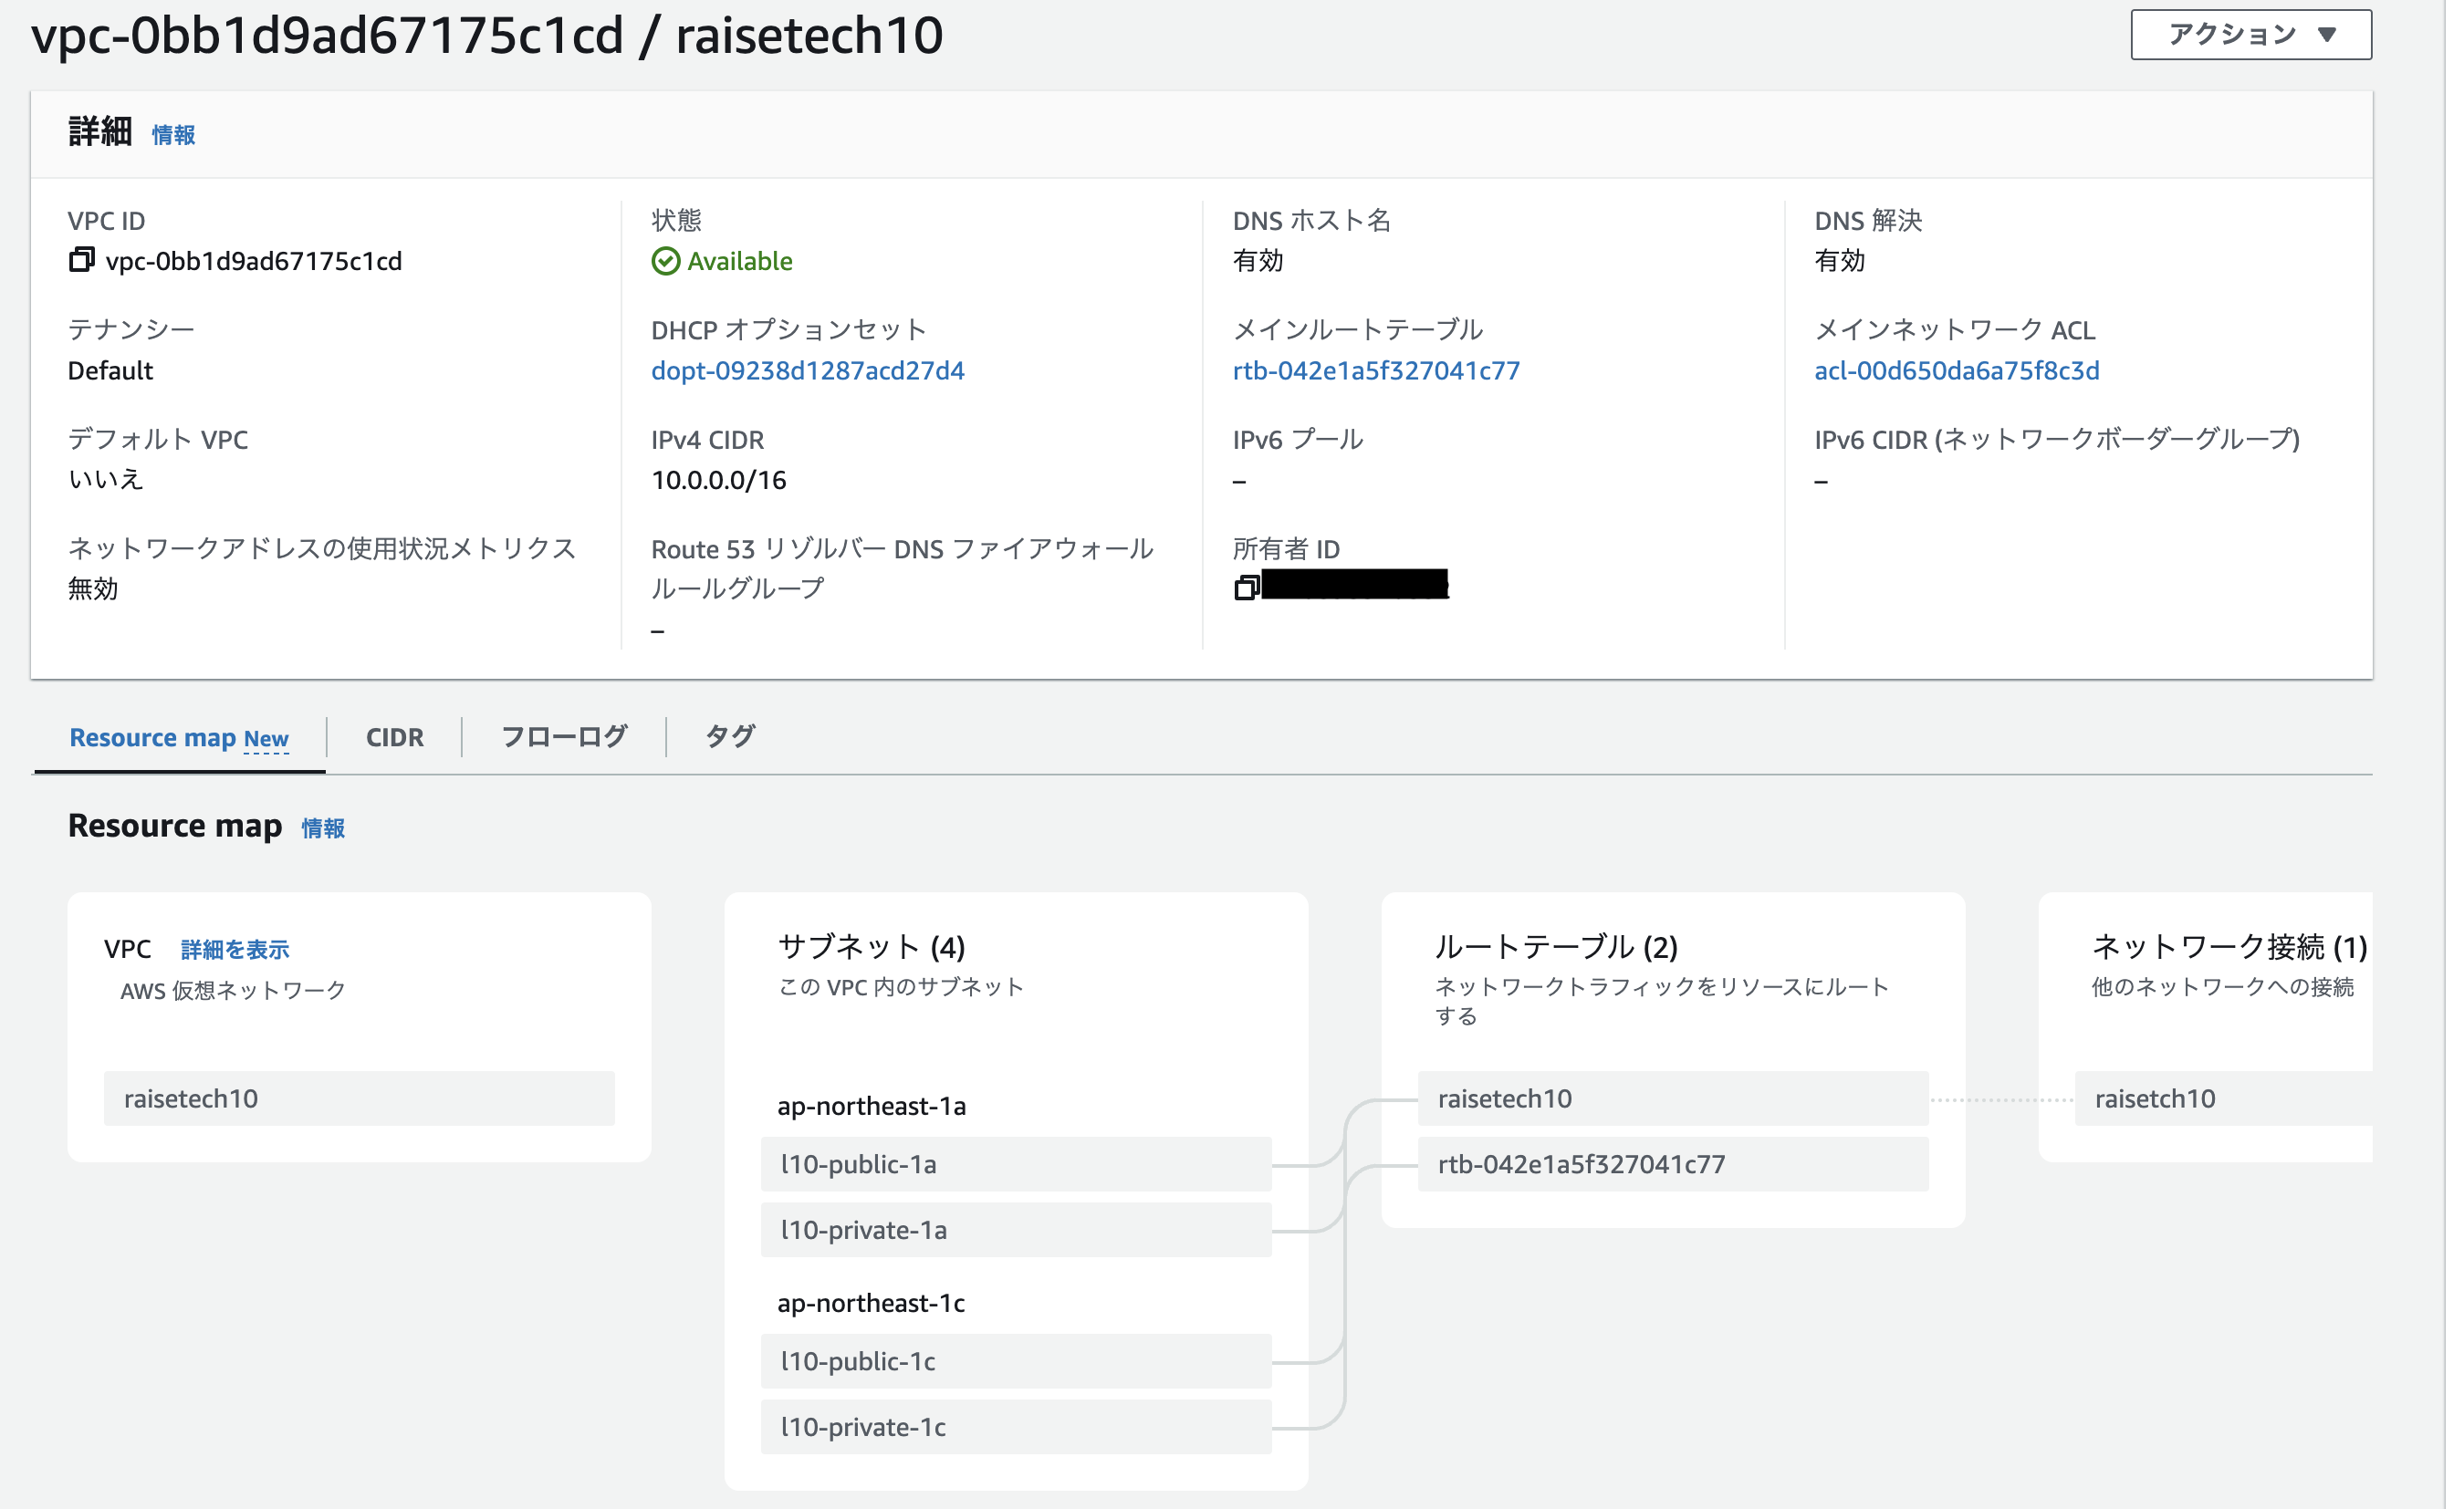 vpc-0bb1d9ad67175c1cd / raisetech10
アクション ▼
詳細 情報
VPC ID
vpc-0bb1d9ad67175c1cd
状態
Available
DNS ホスト名
有効
DNS 解決
有効
テナンシー
Default
DHCP オプションセット
dopt-09238d1287acd27d4
メインルートテーブル
rtb-042e1a5f327041c77
メインネットワーク ACL
acl-00d650da6a75f8c3d
デフォルト VPC
いいえ
IPv4 CIDR
10.0.0.0/16
IPv6 プール
–
IPv6 CIDR (ネットワークボーダーグループ)
–
ネットワークアドレスの使用状況メトリクス
無効
Route 53 リゾルバー DNS ファイアウォール
ルールグループ
–
所有者 ID
Resource map New
CIDR
フローログ
タグ
Resource map 情報
VPC 詳細を表示
AWS 仮想ネットワーク
raisetech10
サブネット (4)
この VPC 内のサブネット
ap-northeast-1a
l10-public-1a
l10-private-1a
ap-northeast-1c
l10-public-1c
l10-private-1c
ルートテーブル (2)
ネットワークトラフィックをリソースにルート
する
raisetech10
rtb-042e1a5f327041c77
ネットワーク接続 (1)
他のネットワークへの接続
raisetch10